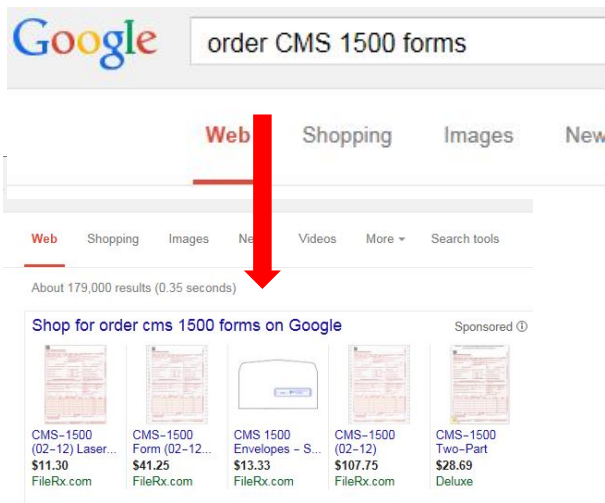 Google order CMS 1500 forms
Web Shopping Images New
Web Shopping Images Videos More Search tools
About 179,000 results (0.35 seconds)
Shop for order cms 1500 forms on Google Sponsored
CMS-1500 CMS-1500 CMS 1500 CMS-1500 CMS-1500
(02-12) Laser... Form (02-12... Envelopes - S... (02-12) Two-Part
$11.30 $41.25 $13.33 $107.75 $28.69
FileRx.com FileRx.com FileRx.com FileRx.com Deluxe